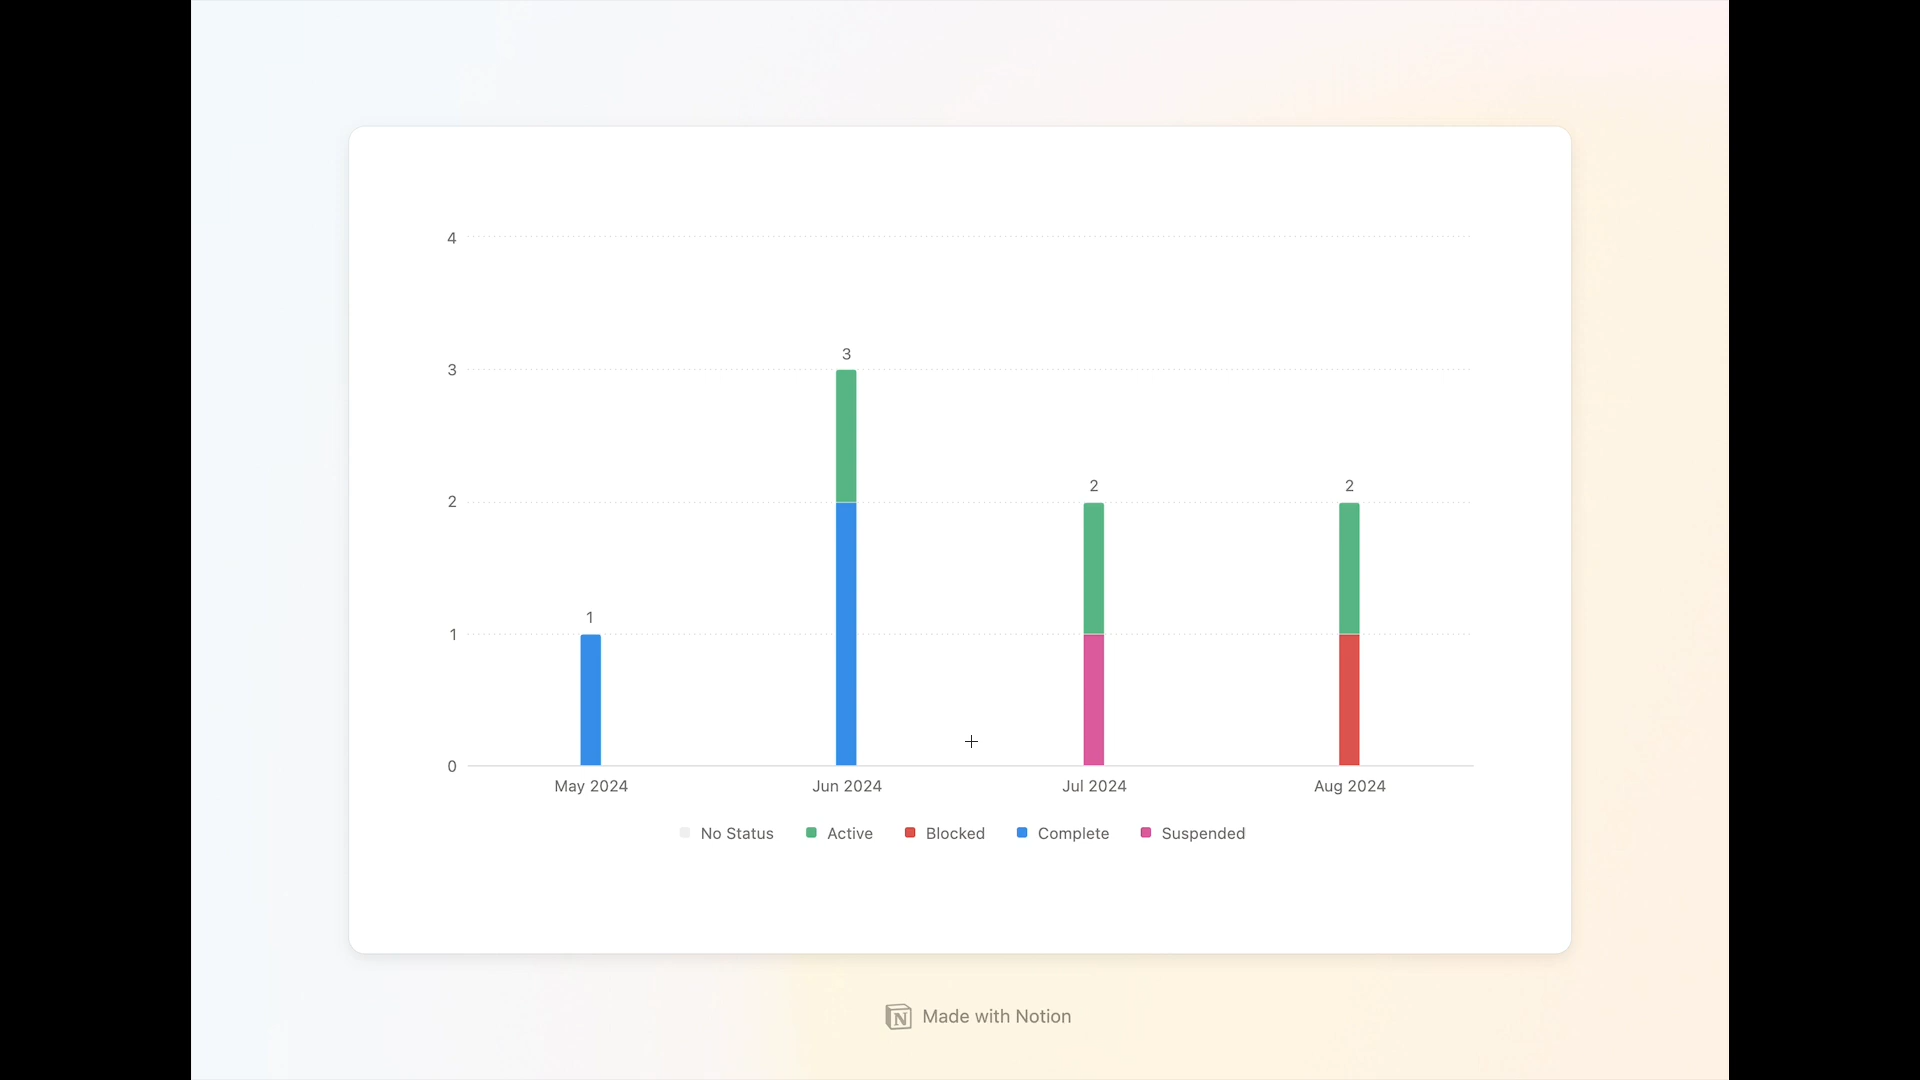 4
3
3
2
2
2
1
1
0
May 2024
Jun 2024
Jul 2024
Aug 2024
No Status
Active
Blocked
Complete
Suspended
Made with Notion